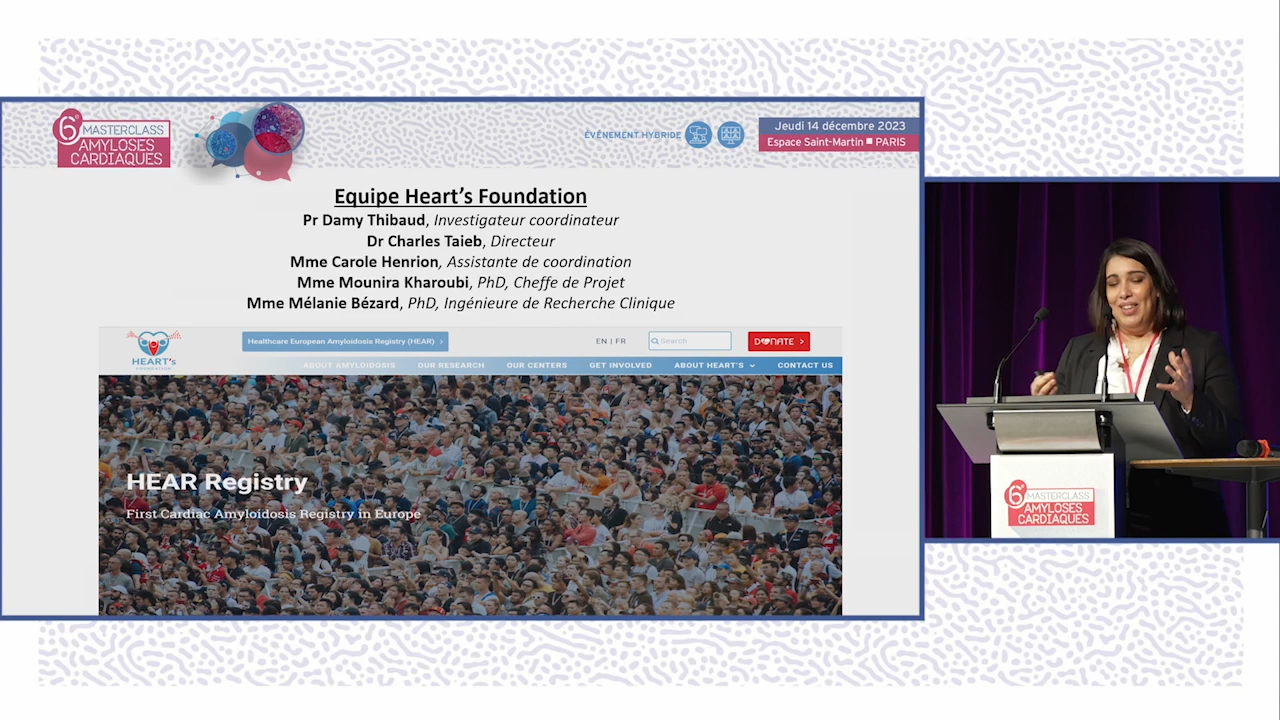 6e MASTERCLASS
AMYLOSES
CARDIAQUES
ÉVÉNEMENT HYBRIDE
Jeudi 14 décembre 2023
Espace Saint-Martin ■ PARIS
Equipe Heart's Foundation
Pr Damy Thibaud, Investigateur coordinateur
Dr Charles Taieb, Directeur
Mme Carole Henrion, Assistante de coordination
Mme Mounira Kharoubi, PhD, Cheffe de Projet
Mme Mélanie Bézard, PhD, Ingénieure de Recherche Clinique
HEART's
FOUNDATION
Healthcare European Amyloidosis Registry (HEAR) >
EN | FR
Search
DONATE >
ABOUT AMYLOIDOSIS OUR RESEARCH OUR CENTERS GET INVOLVED ABOUT HEART'S CONTACT US
HEAR Registry
First Cardiac Amyloidosis Registry in Europe
6e MASTERCLASS
AMYLOSES
CARDIAQUES